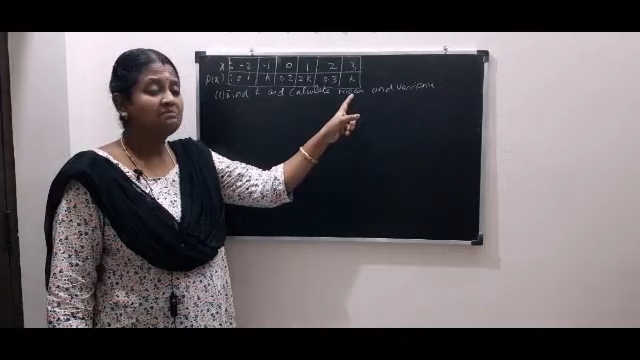 X : -2 -1 0 1 2 3
P(X) : 0.1 k 0.2 2k 0.3 k
(1) Find k and Calculate mean and variance.